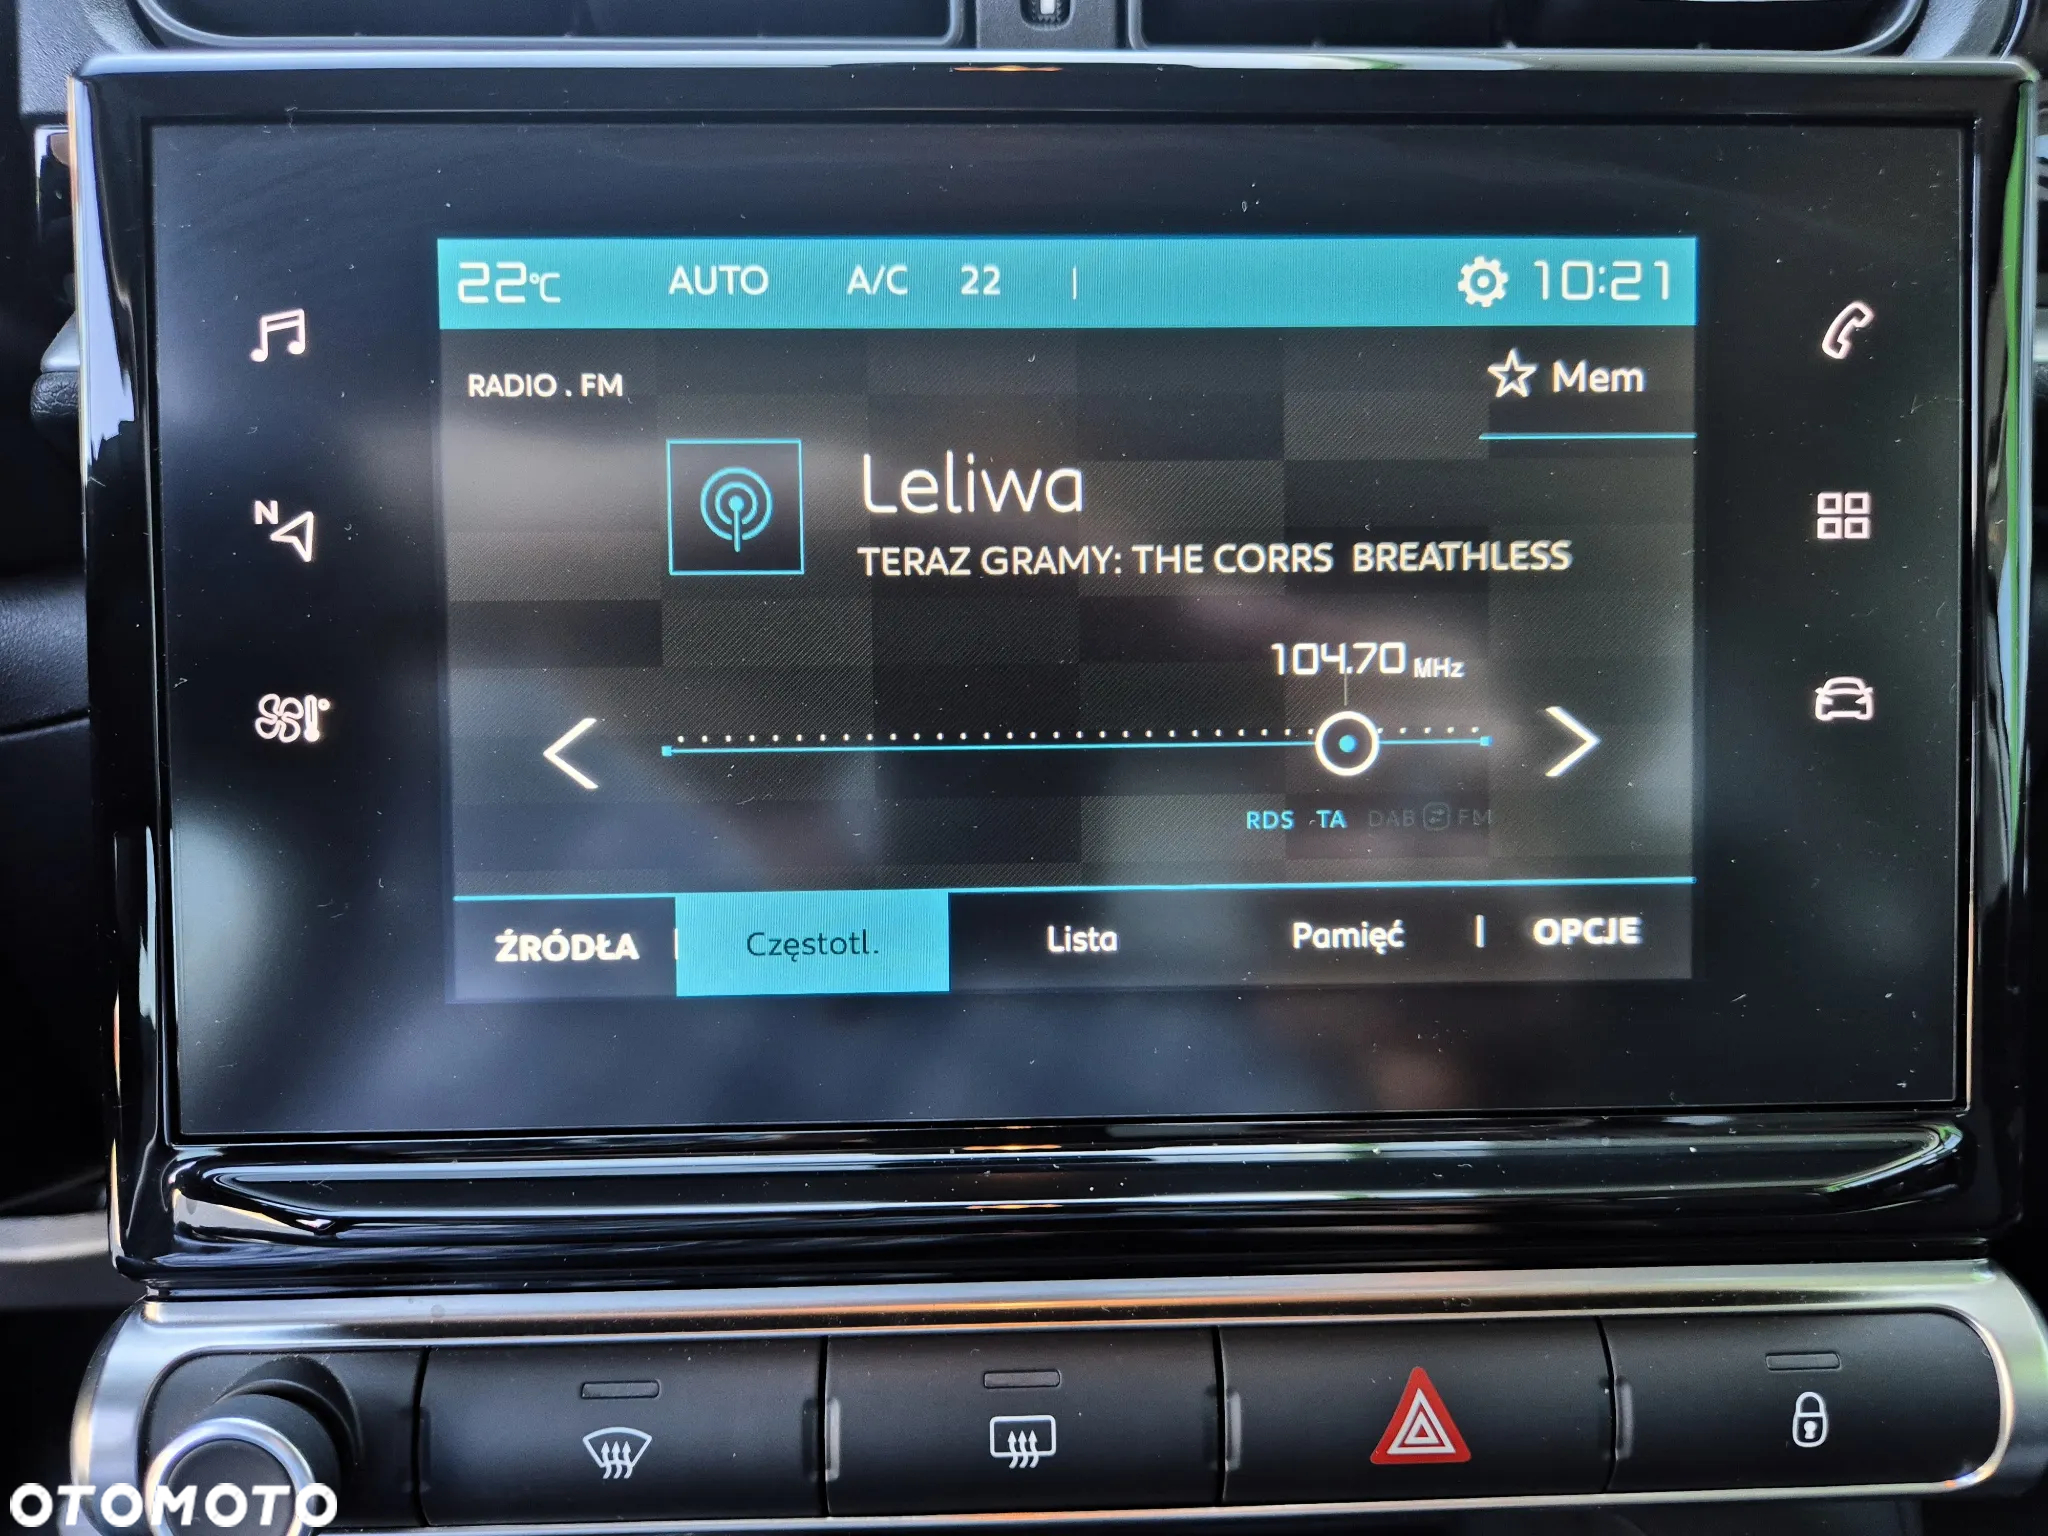 22°C AUTO A/C 22 | 10:21
RADIO . FM
Mem
Leliwa
TERAZ GRAMY: THE CORRS BREATHLESS
104.70 MHz
N
RDS TA DAB FM
ŹRÓDŁA | Częstotl. Lista Pamięć | OPCJE
OTOMOTO